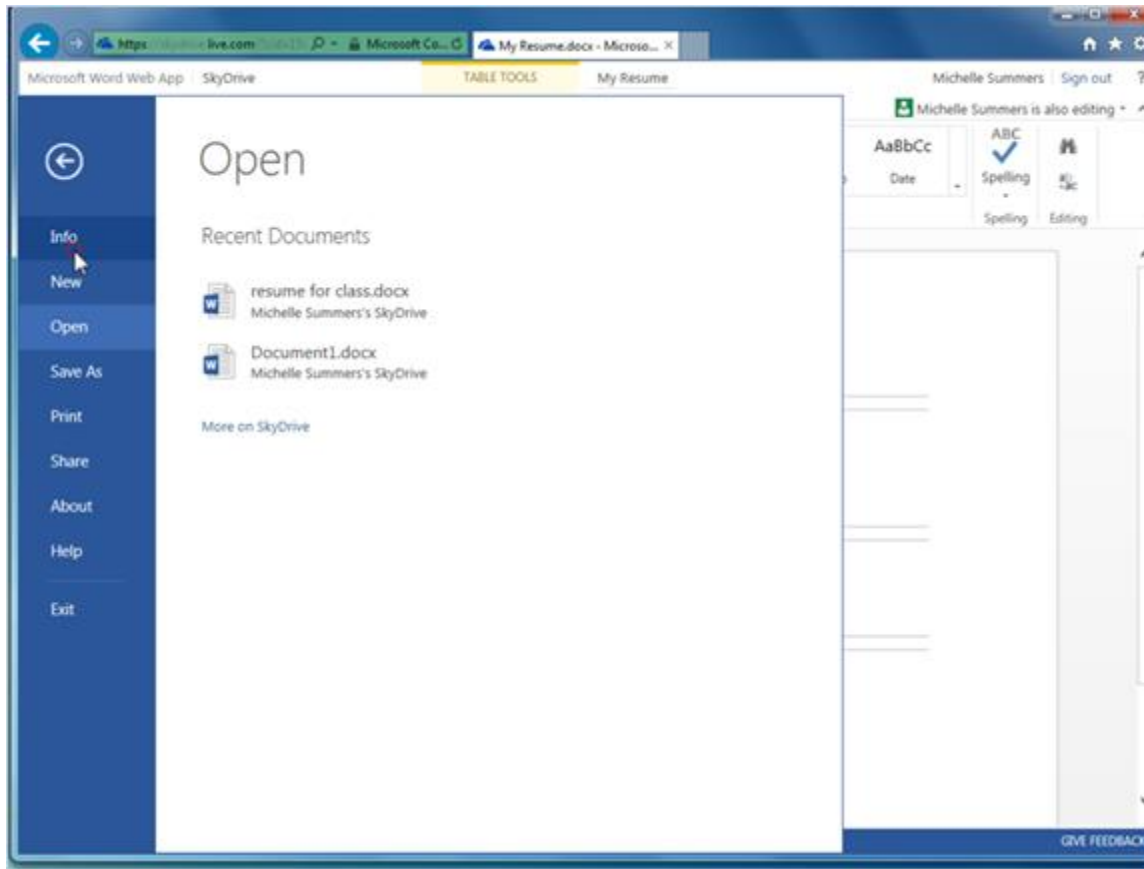 https live.com
Microsoft Co...
My Resume.docx - Microso...
Microsoft Word Web App
SkyDrive
TABLE TOOLS
My Resume
Michelle Summers
Sign out
?
Michelle Summers is also editing
Open
Info
New
Open
Save As
Print
Share
About
Help
Exit
Recent Documents
resume for class.docx
Michelle Summers's SkyDrive
Document1.docx
Michelle Summers's SkyDrive
More on SkyDrive
AaBbCc
Date
ABC
Spelling
Spelling
Editing
GIVE FEEDBACK